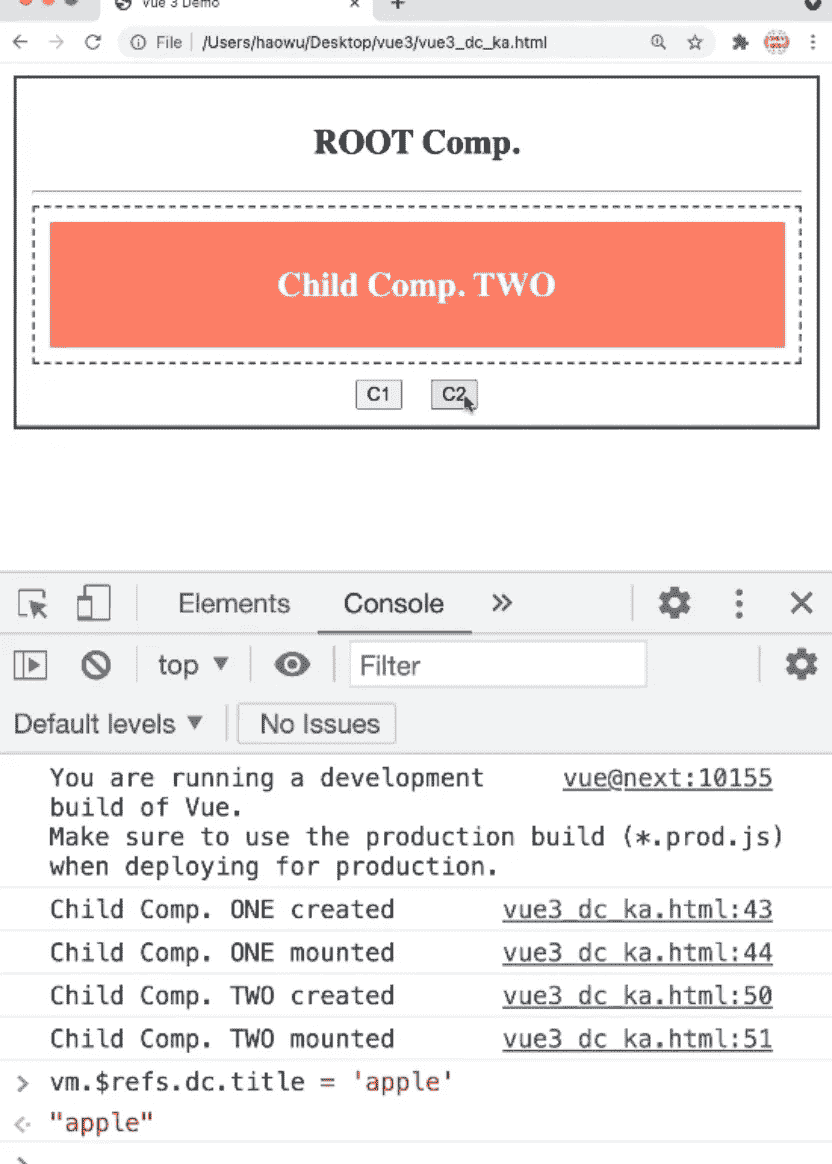 Vue 3 Demo
File /Users/haowu/Desktop/vue3/vue3_dc_ka.html
ROOT Comp.
Child Comp. TWO
C1 C2
Elements Console
top Filter
Default levels No Issues
You are running a development vue@next:10155
build of Vue.
Make sure to use the production build (*.prod.js)
when deploying for production.
Child Comp. ONE created vue3_dc_ka.html:43
Child Comp. ONE mounted vue3_dc_ka.html:44
Child Comp. TWO created vue3_dc_ka.html:50
Child Comp. TWO mounted vue3_dc_ka.html:51
> vm.$refs.dc.title = 'apple'
"apple"